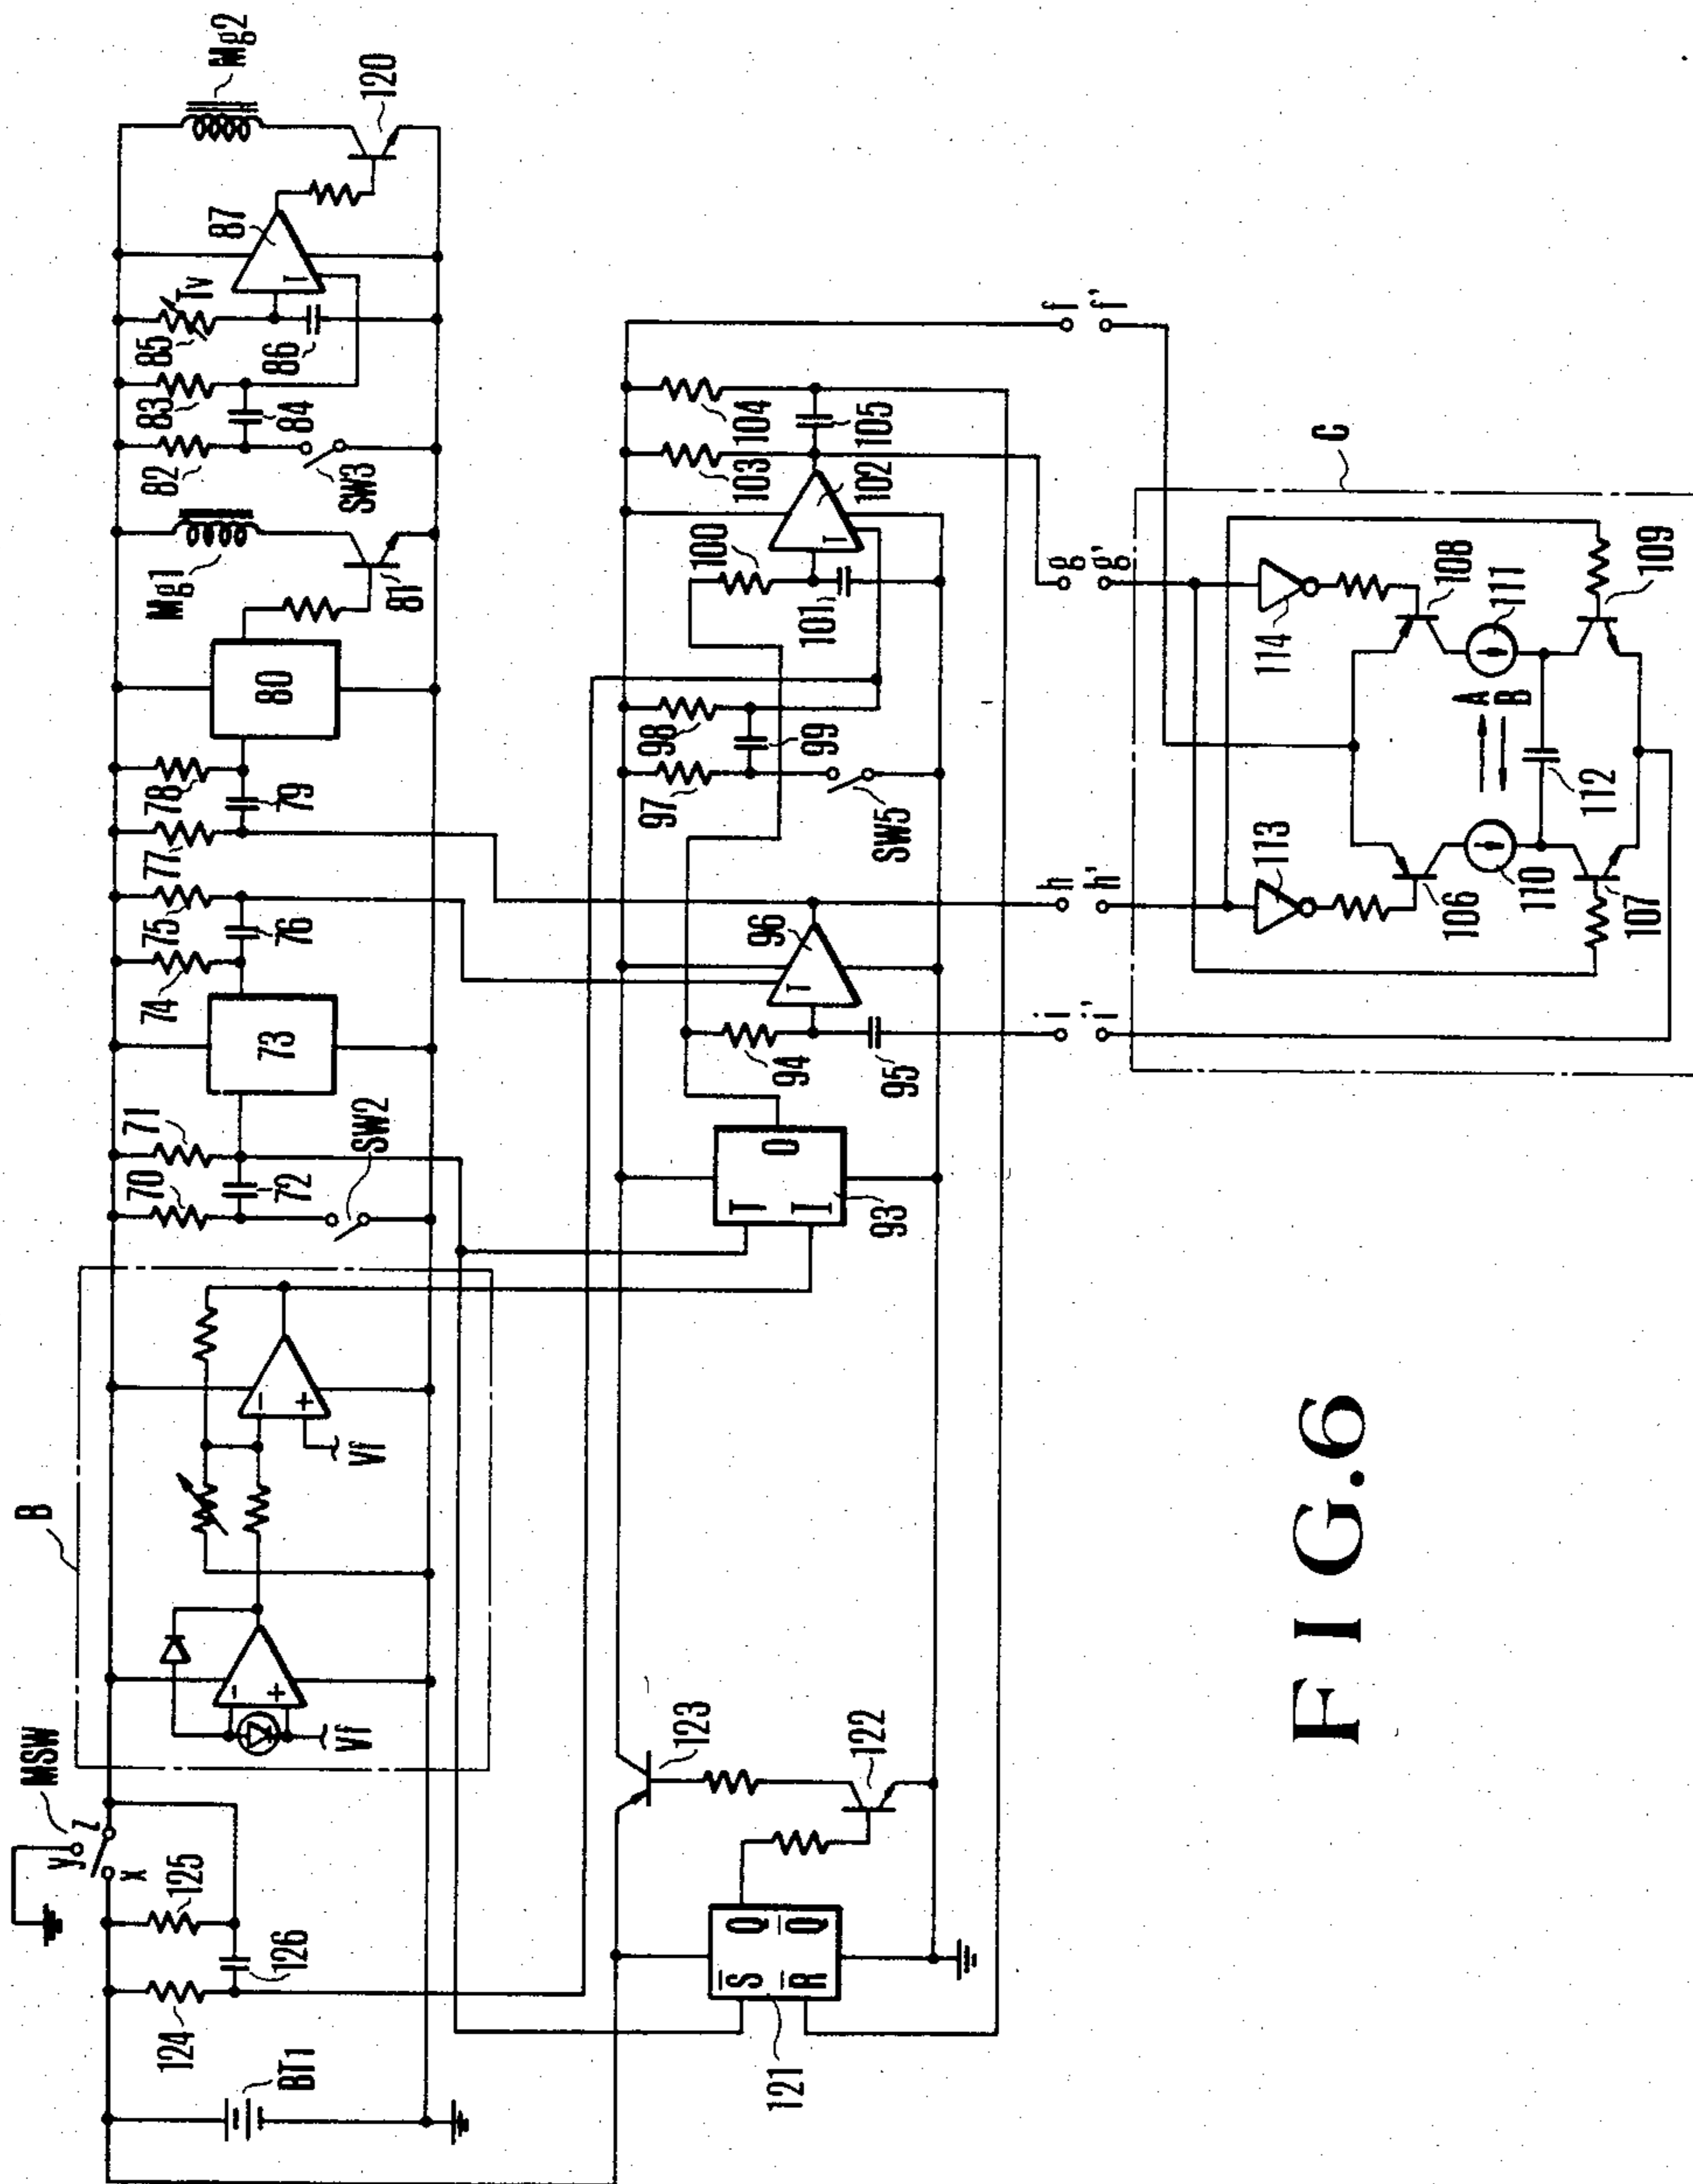 B
MSW
y
x
z
124
125
126
BT1
Vf
-
+
Vf
-
+
70
71
72
SW2
73
74
75
76
77
78
79
80
Mg1
81
82
83
84
SW3
85
Tv
86
87
T
Mg2
120
121
S
R
Q
Q
122
123
93
T
I
O
94
95
96
T
97
98
99
SW5
100
101
102
T
103
104
105
f
f'
g
g'
h
h'
i
i'
C
106
107
108
109
110
111
112
113
114
A
B
FIG.6